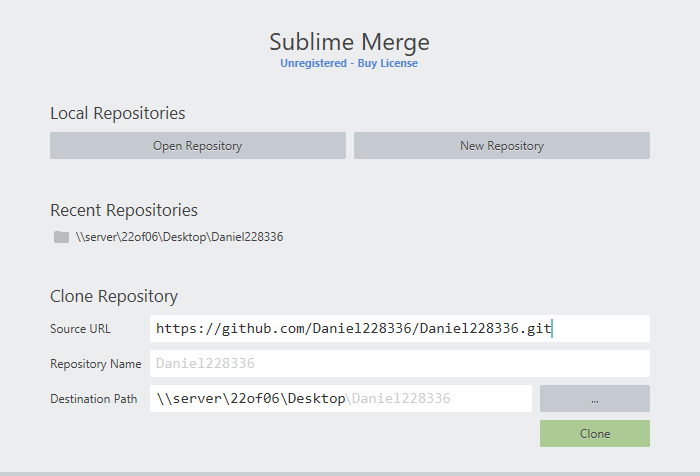 Sublime Merge
Unregistered - Buy License
Local Repositories
Open Repository
New Repository
Recent Repositories
\\server\22of06\Desktop\Daniel228336
Clone Repository
Source URL
https://github.com/Daniel228336/Daniel228336.git
Repository Name
Daniel228336
Destination Path
\\server\22of06\Desktop\Daniel228336
...
Clone